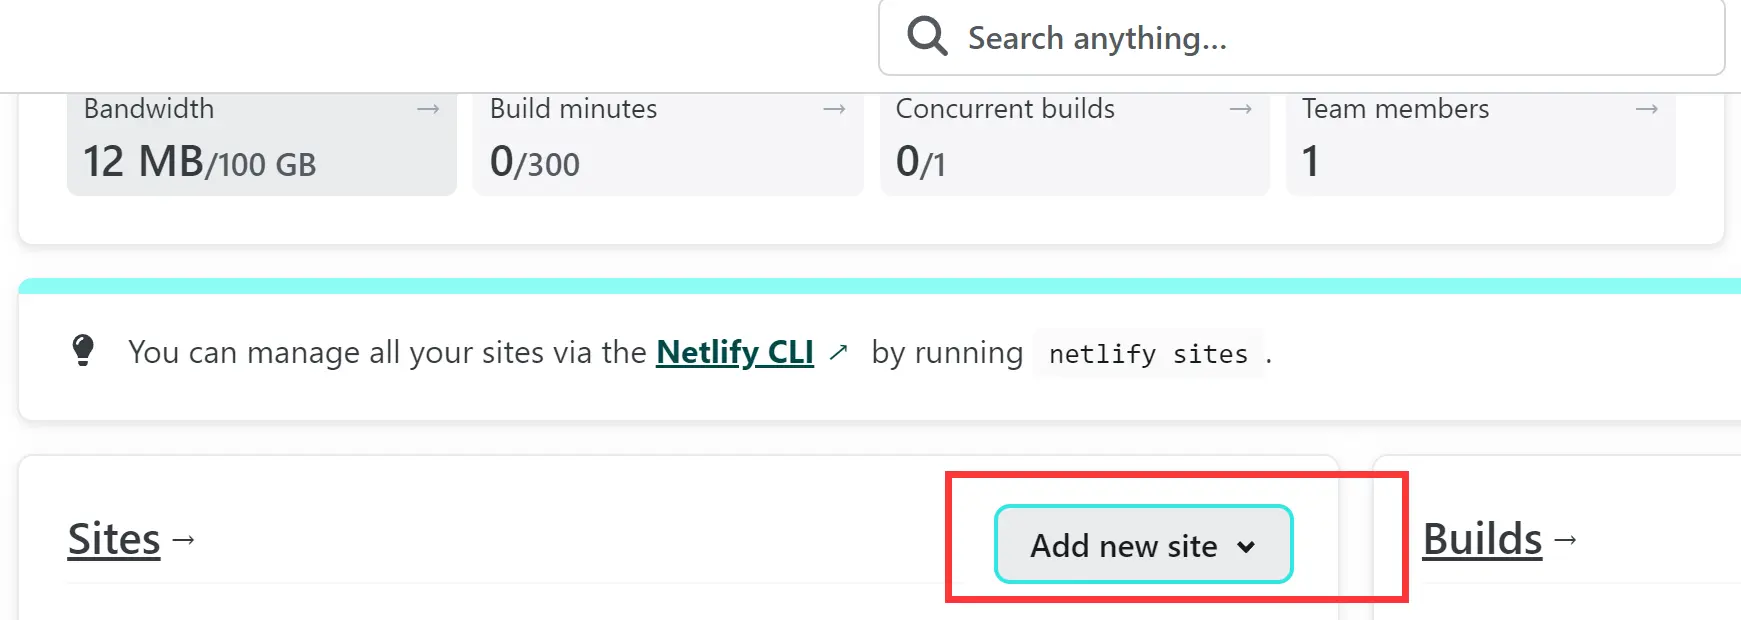 Search anything...
Bandwidth → Build minutes → Concurrent builds → Team members →
12 MB/100 GB 0/300 0/1 1
You can manage all your sites via the Netlify CLI ↗ by running netlify sites .
Sites → Add new site Builds →